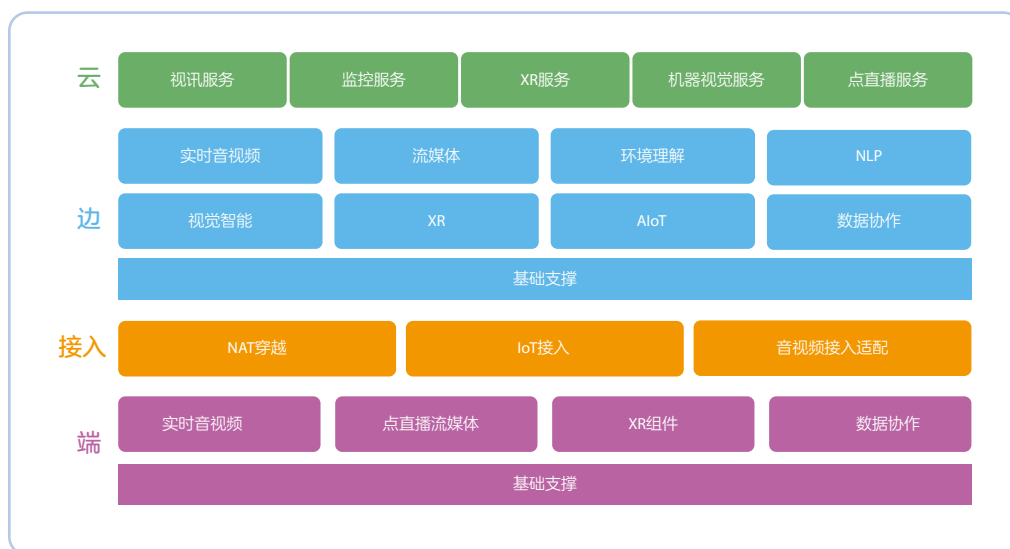 云
视讯服务
监控服务
XR服务
机器视觉服务
点直播服务
边
实时音视频
流媒体
环境理解
NLP
视觉智能
XR
AIoT
数据协作
基础支撑
接入
NAT穿越
IoT接入
音视频接入适配
端
实时音视频
点直播流媒体
XR组件
数据协作
基础支撑